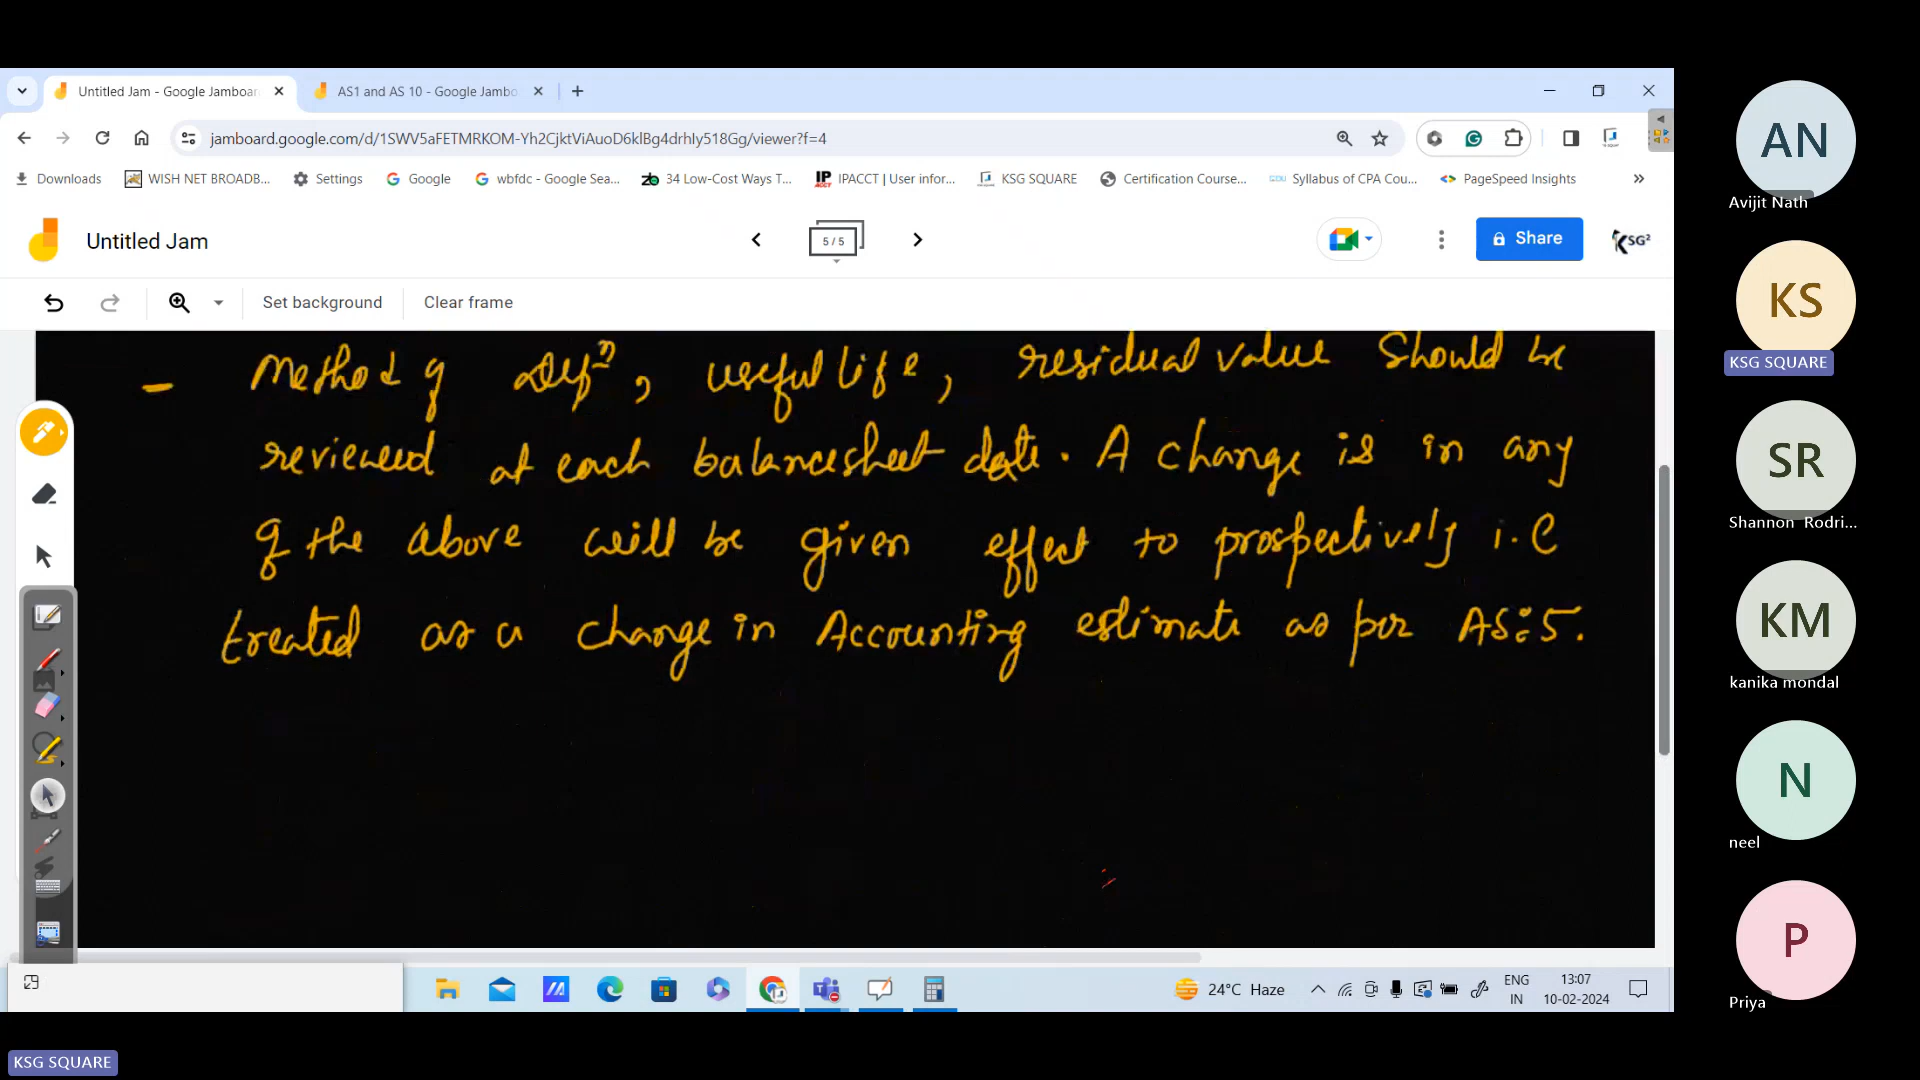 Untitled Jam - Google Jamboar
AS1 and AS 10 - Google Jambo
jamboard.google.com/d/1SWV5aFETMRKOM-Yh2CjktViAuoD6klBg4drhIy518Gg/viewer?f=4
Downloads WISH NET BROADB... Settings Google wbfdc - Google Sea... 34 Low-Cost Ways T... IPACCT | User infor... KSG SQUARE Certification Course... Syllabus of CPA Cou... PageSpeed Insights »
Untitled Jam
5 / 5
Share
KSG²
Set background Clear frame
- Method of Depn, useful life, residual value should be
reviewed at each balancesheet date. A change is in any
of the above will be given effect to prospectively i.e
treated as a change in Accounting estimate as per AS:5.
24°C Haze
ENG
IN
13:07
10-02-2024
AN
Avijit Nath
KS
KSG SQUARE
SR
Shannon Rodri...
KM
kanika mondal
N
neel
P
Priya
KSG SQUARE